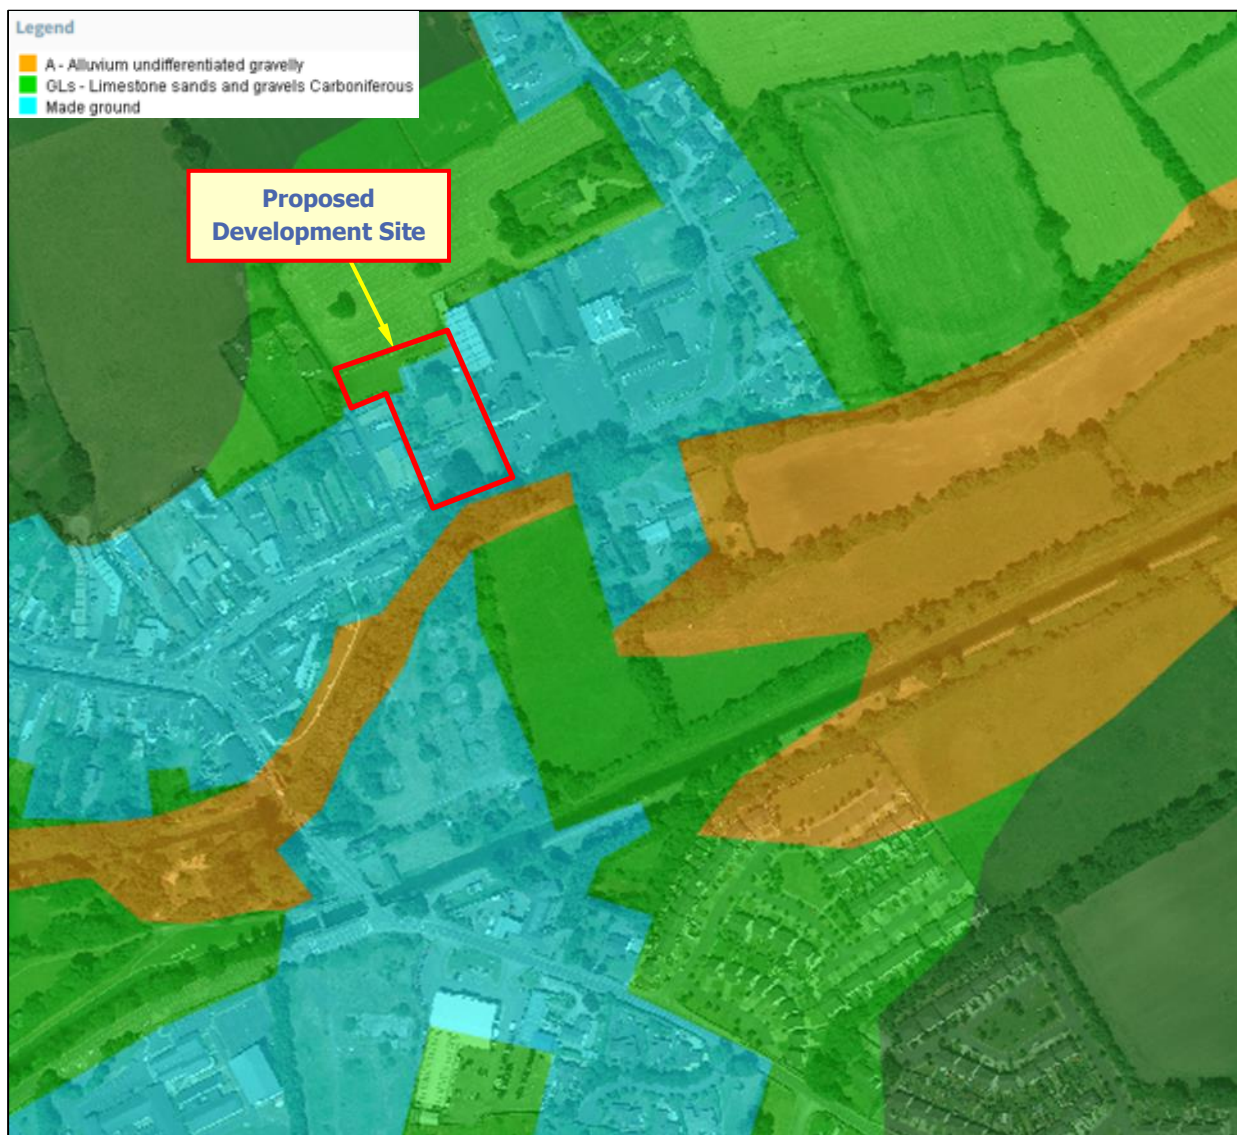 Legend
A - Alluvium undifferentiated gravelly
GLs - Limestone sands and gravels Carboniferous
Made ground
Proposed
Development Site